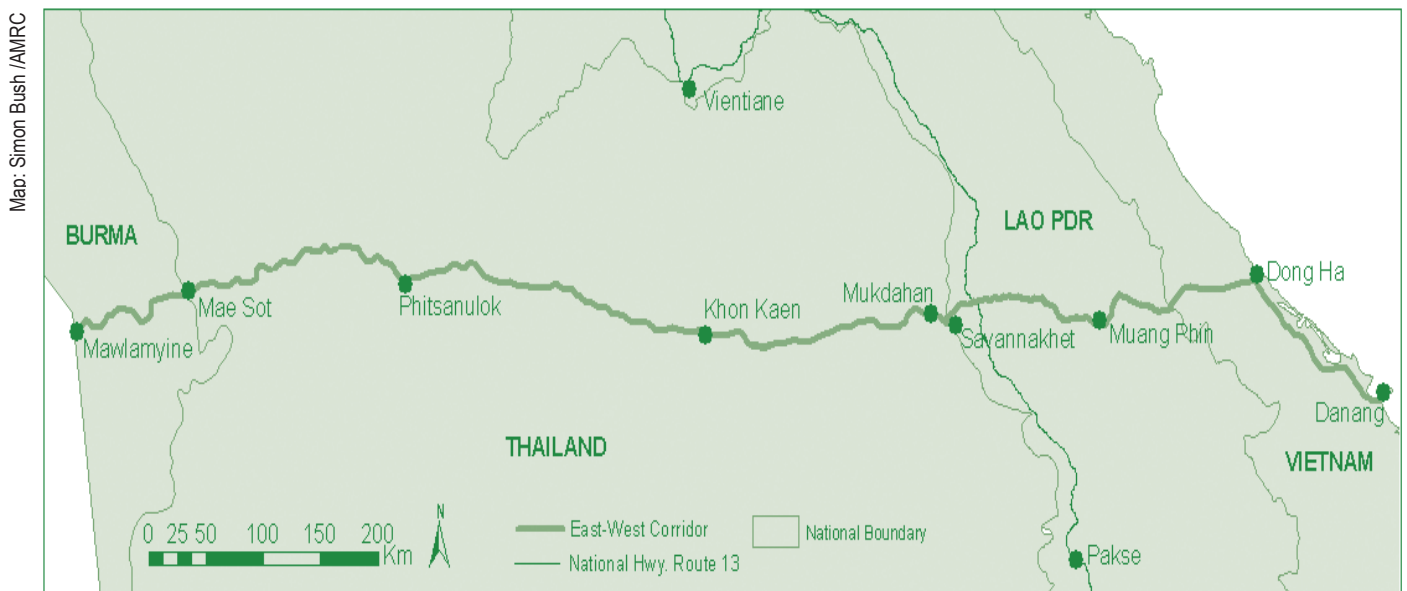 Map: Simon Bush /AMRC
Vientiane
BURMA
LAO PDR
Mae Sot
Phitsanulok
Khon Kaen
Mukdahan
Dong Ha
Mawlamyine
Savannakhet
Muang Phin
Danang
THAILAND
VIETNAM
0 25 50 100 150 200
Km
N
East-West Corridor
National Boundary
National Hwy. Route 13
Pakse